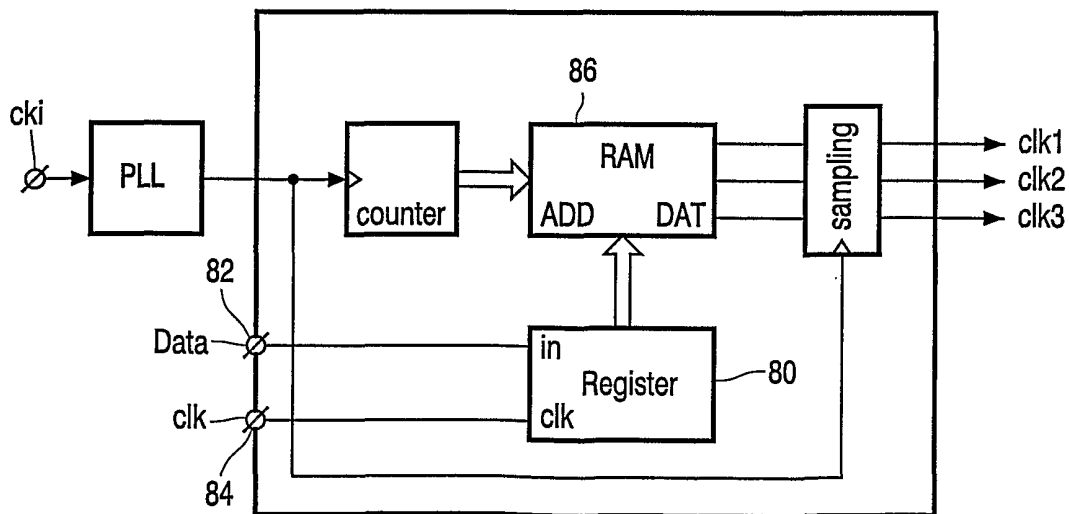 86
cki
PLL
counter
RAM
ADD
DAT
sampling
clk1
clk2
clk3
82
Data
in
Register
80
clk
clk
84